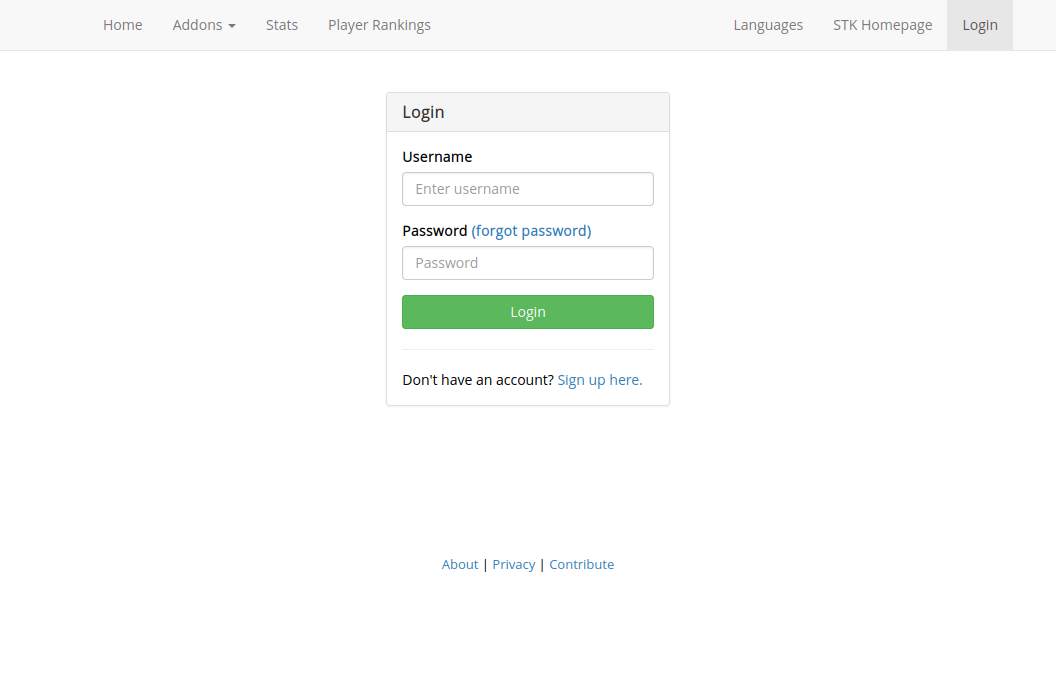 Home Addons Stats Player Rankings Languages STK Homepage Login
Login
Username
Enter username
Password (forgot password)
Password
Login
Don't have an account? Sign up here.
About | Privacy | Contribute